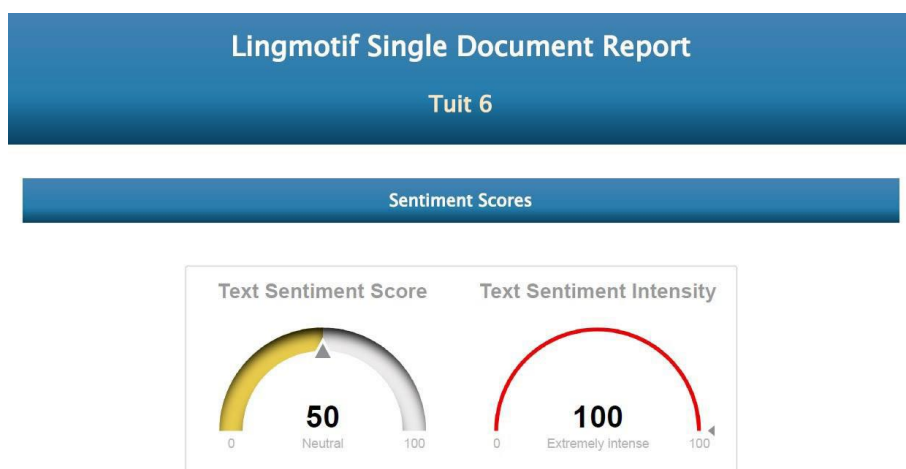 Lingmotif Single Document Report
Tuit 6
Sentiment Scores
Text Sentiment Score Text Sentiment Intensity
50 100
0 Neutral 100 0 Extremely intense 100